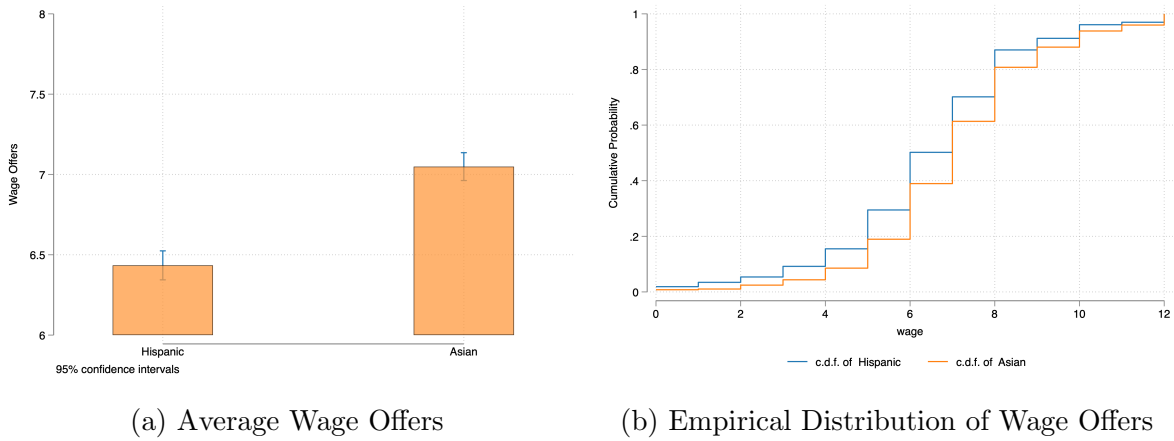 8
7.5
7
6.5
6
Wage Offers
Hispanic
Asian
95% confidence intervals
(a) Average Wage Offers
1
.8
.6
.4
.2
0
Cumulative Probability
0 2 4 6 8 10 12
wage
c.d.f. of Hispanic
c.d.f. of Asian
(b) Empirical Distribution of Wage Offers